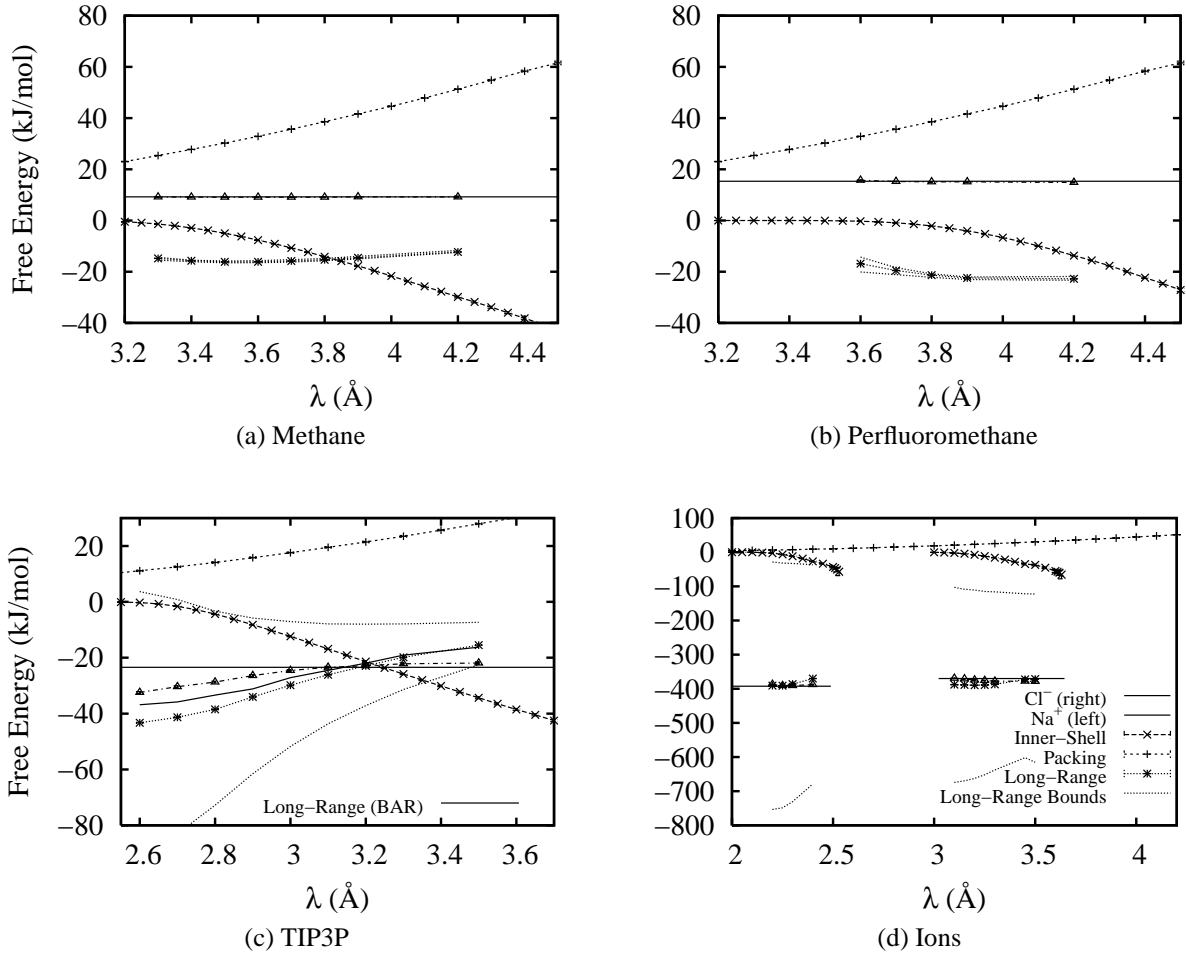 Free Energy (kJ/mol)
80
60
40
20
0
−20
−40
3.2 3.4 3.6 3.8 4 4.2 4.4
λ (Å)
(a) Methane
80
60
40
20
0
−20
−40
3.2 3.4 3.6 3.8 4 4.2 4.4
λ (Å)
(b) Perfluoromethane
Free Energy (kJ/mol)
20
0
−20
−40
−60
−80
2.6 2.8 3 3.2 3.4 3.6
Long−Range (BAR)
λ (Å)
(c) TIP3P
100
0
−100
−200
−300
−400
−500
−600
−700
−800
2 2.5 3 3.5 4
Cl− (right)
Na+ (left)
Inner−Shell
Packing
Long−Range
Long−Range Bounds
λ (Å)
(d) Ions